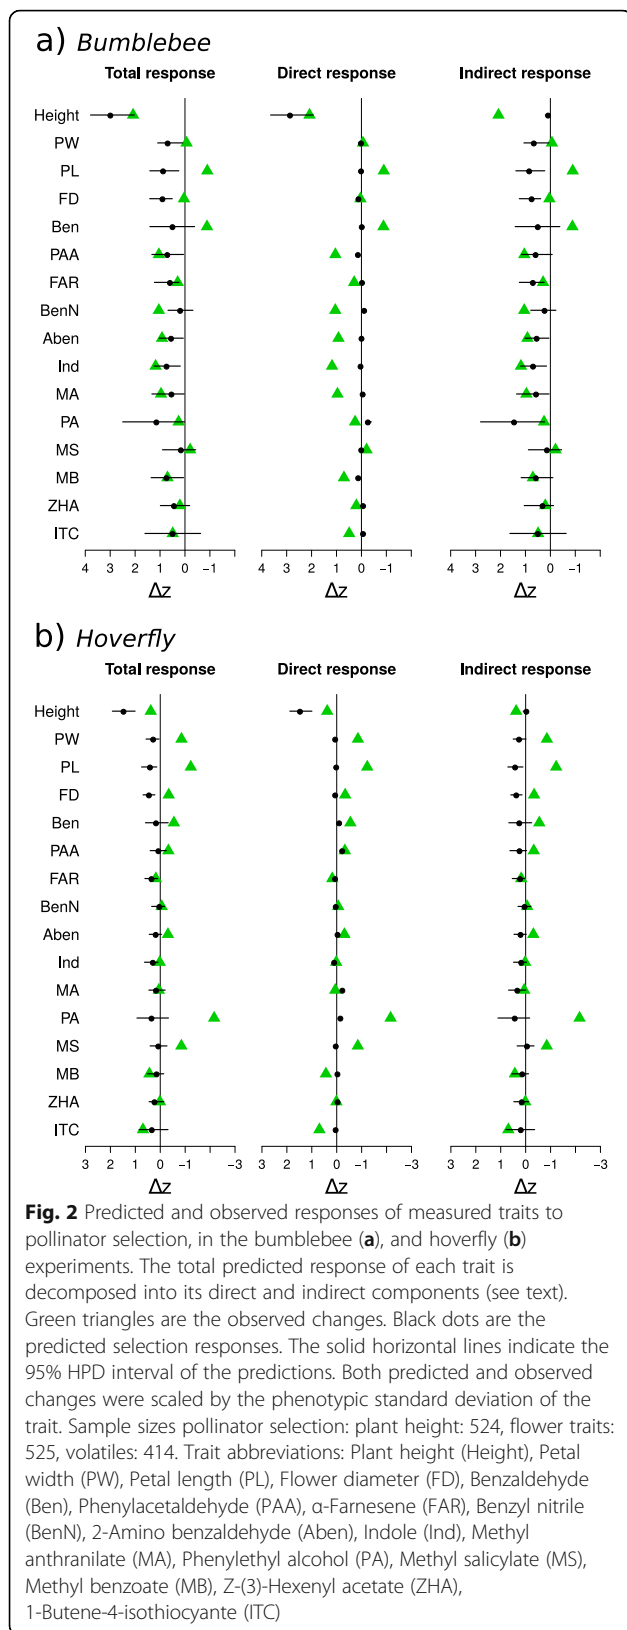 a) Bumblebee
Total response Direct response Indirect response
Height
PW
PL
FD
Ben
PAA
FAR
BenN
Aben
Ind
MA
PA
MS
MB
ZHA
ITC
4 3 2 1 0 −1 4 3 2 1 0 −1 4 3 2 1 0 −1
Δz Δz Δz
b) Hoverfly
Total response Direct response Indirect response
Height
PW
PL
FD
Ben
PAA
FAR
BenN
Aben
Ind
MA
PA
MS
MB
ZHA
ITC
3 2 1 0 −1 −3 3 2 1 0 −1 −3 3 2 1 0 −1 −3
Δz Δz Δz
Fig. 2 Predicted and observed responses of measured traits to
pollinator selection, in the bumblebee (a), and hoverfly (b)
experiments. The total predicted response of each trait is
decomposed into its direct and indirect components (see text).
Green triangles are the observed changes. Black dots are the
predicted selection responses. The solid horizontal lines indicate the
95% HPD interval of the predictions. Both predicted and observed
changes were scaled by the phenotypic standard deviation of the
trait. Sample sizes pollinator selection: plant height: 524, flower traits:
525, volatiles: 414. Trait abbreviations: Plant height (Height), Petal
width (PW), Petal length (PL), Flower diameter (FD), Benzaldehyde
(Ben), Phenylacetaldehyde (PAA), α-Farnesene (FAR), Benzyl nitrile
(BenN), 2-Amino benzaldehyde (Aben), Indole (Ind), Methyl
anthranilate (MA), Phenylethyl alcohol (PA), Methyl salicylate (MS),
Methyl benzoate (MB), Z-(3)-Hexenyl acetate (ZHA),
1-Butene-4-isothiocyante (ITC)